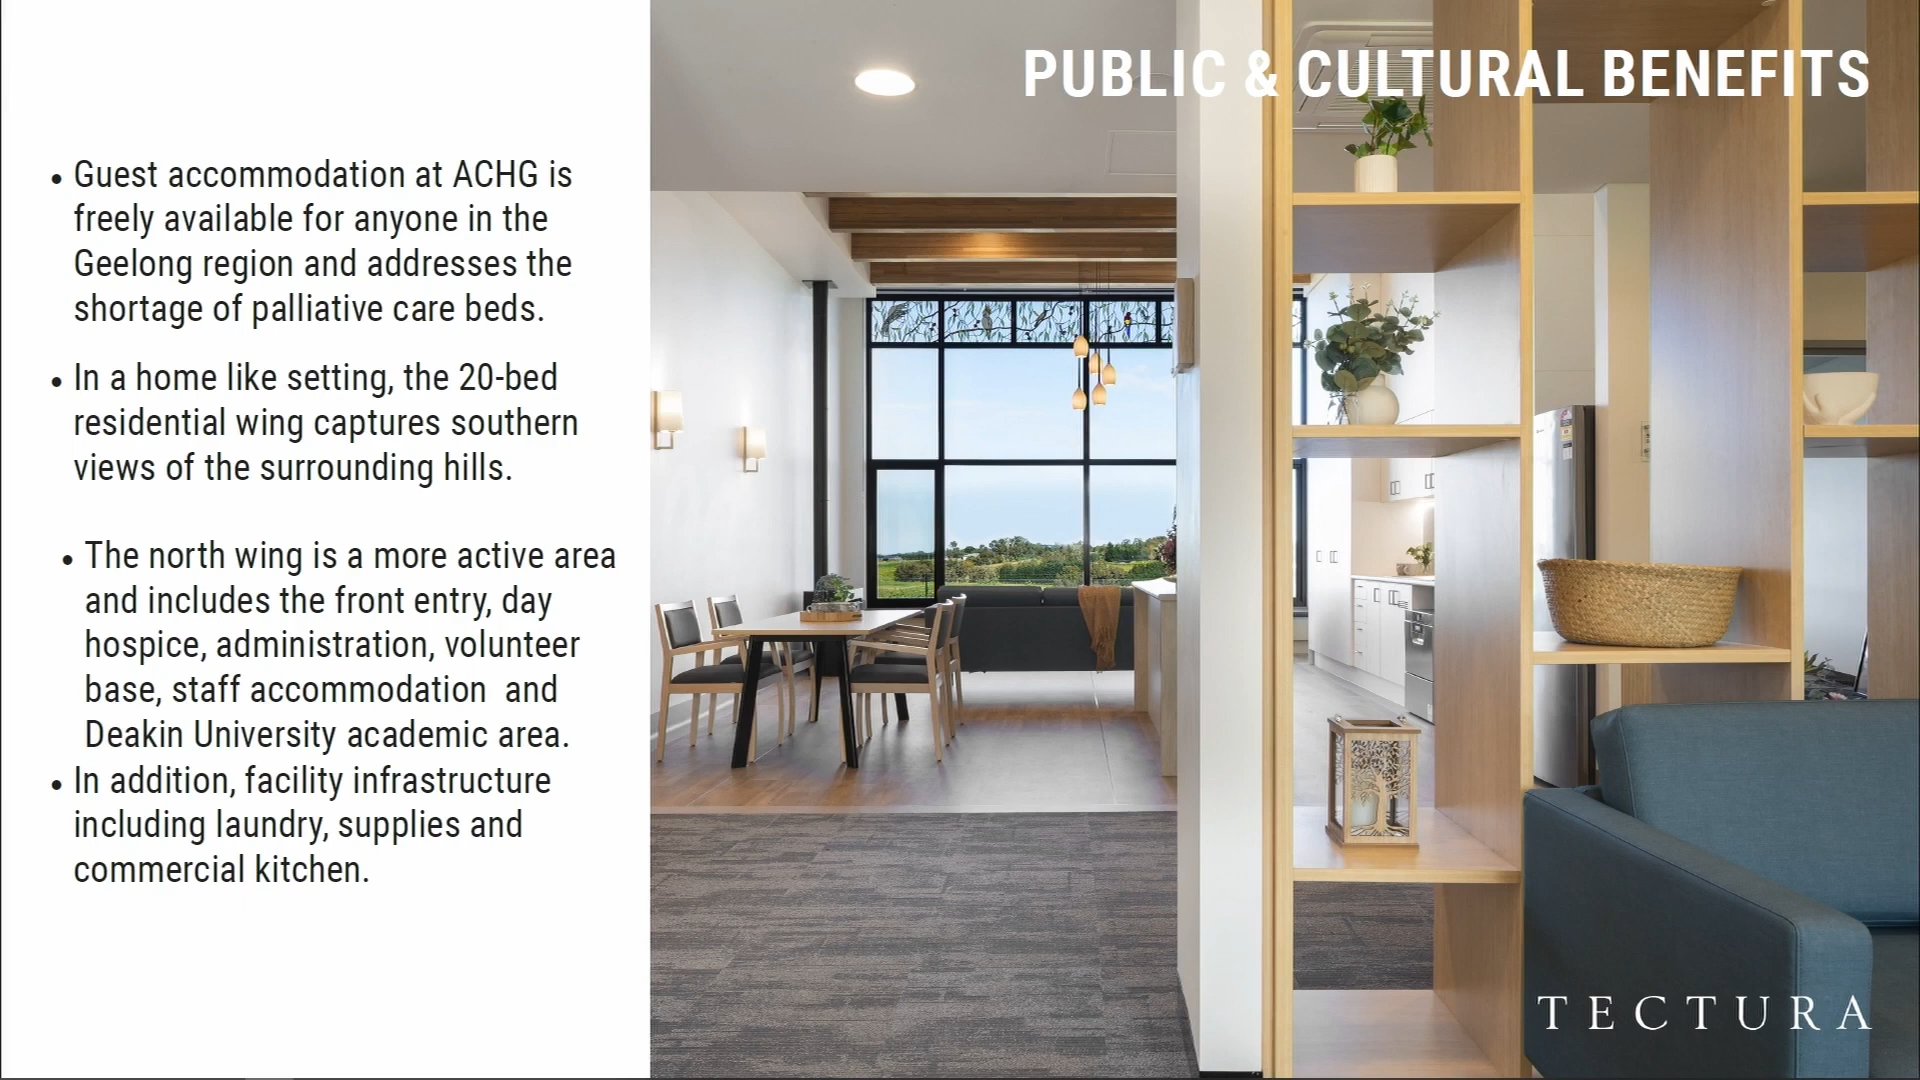 PUBLIC & CULTURAL BENEFITS
• Guest accommodation at ACHG is
freely available for anyone in the
Geelong region and addresses the
shortage of palliative care beds.
• In a home like setting, the 20-bed
residential wing captures southern
views of the surrounding hills.
• The north wing is a more active area
and includes the front entry, day
hospice, administration, volunteer
base, staff accommodation  and
Deakin University academic area.
• In addition, facility infrastructure
including laundry, supplies and
commercial kitchen.
TECTURA